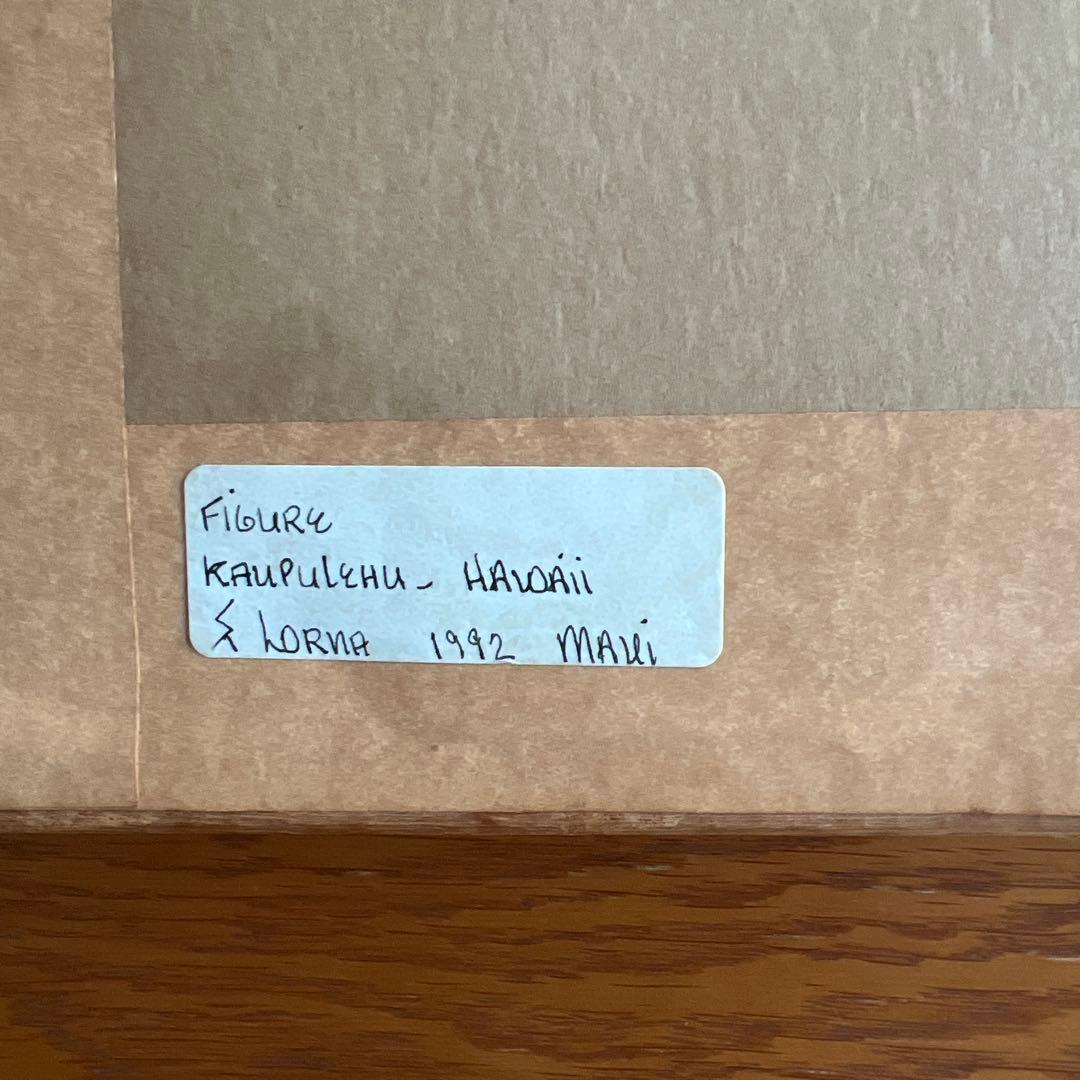 FiGURE
KAUPULEHU - HAWAii
LORNA 1992 MAUi